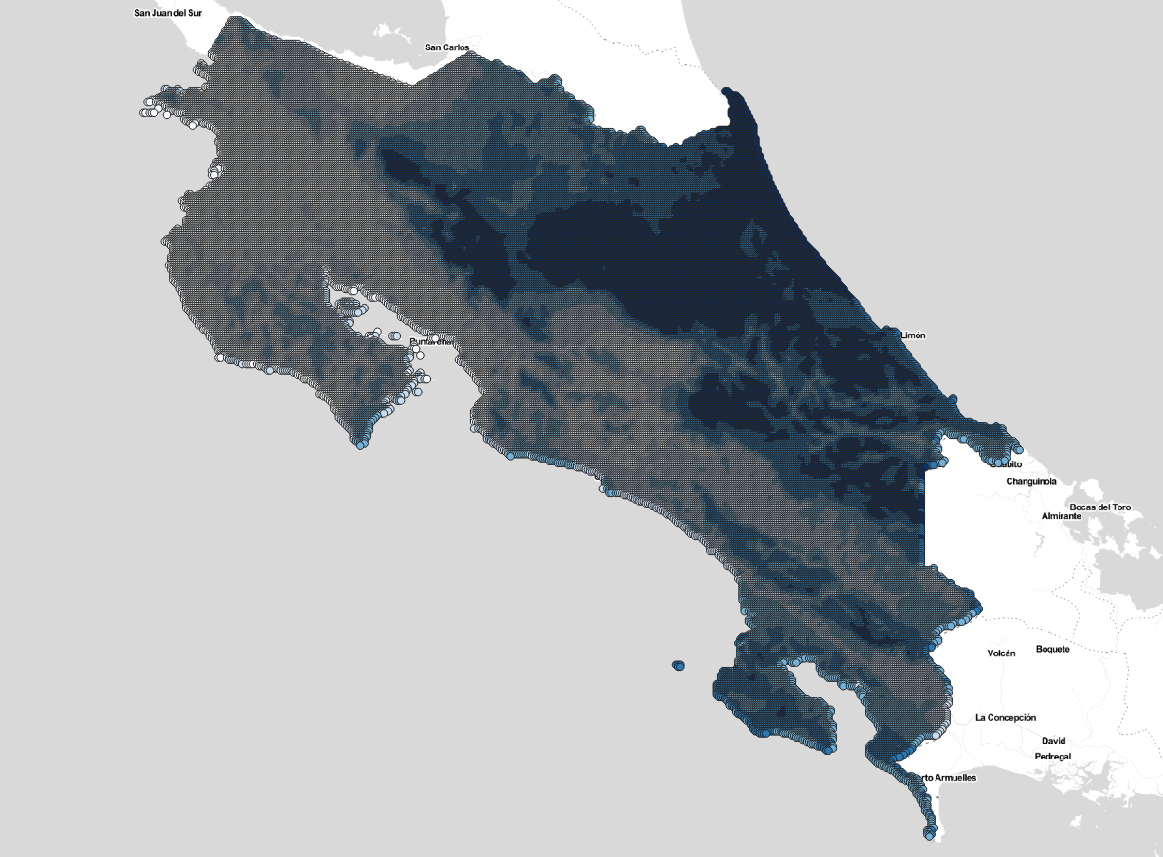 San Juan del Sur
San Carlos
Limón
Changuinola
Bocas del Toro
Almirante
Volcán
Boquete
La Concepción
David
Pedregal
rto Armuelles